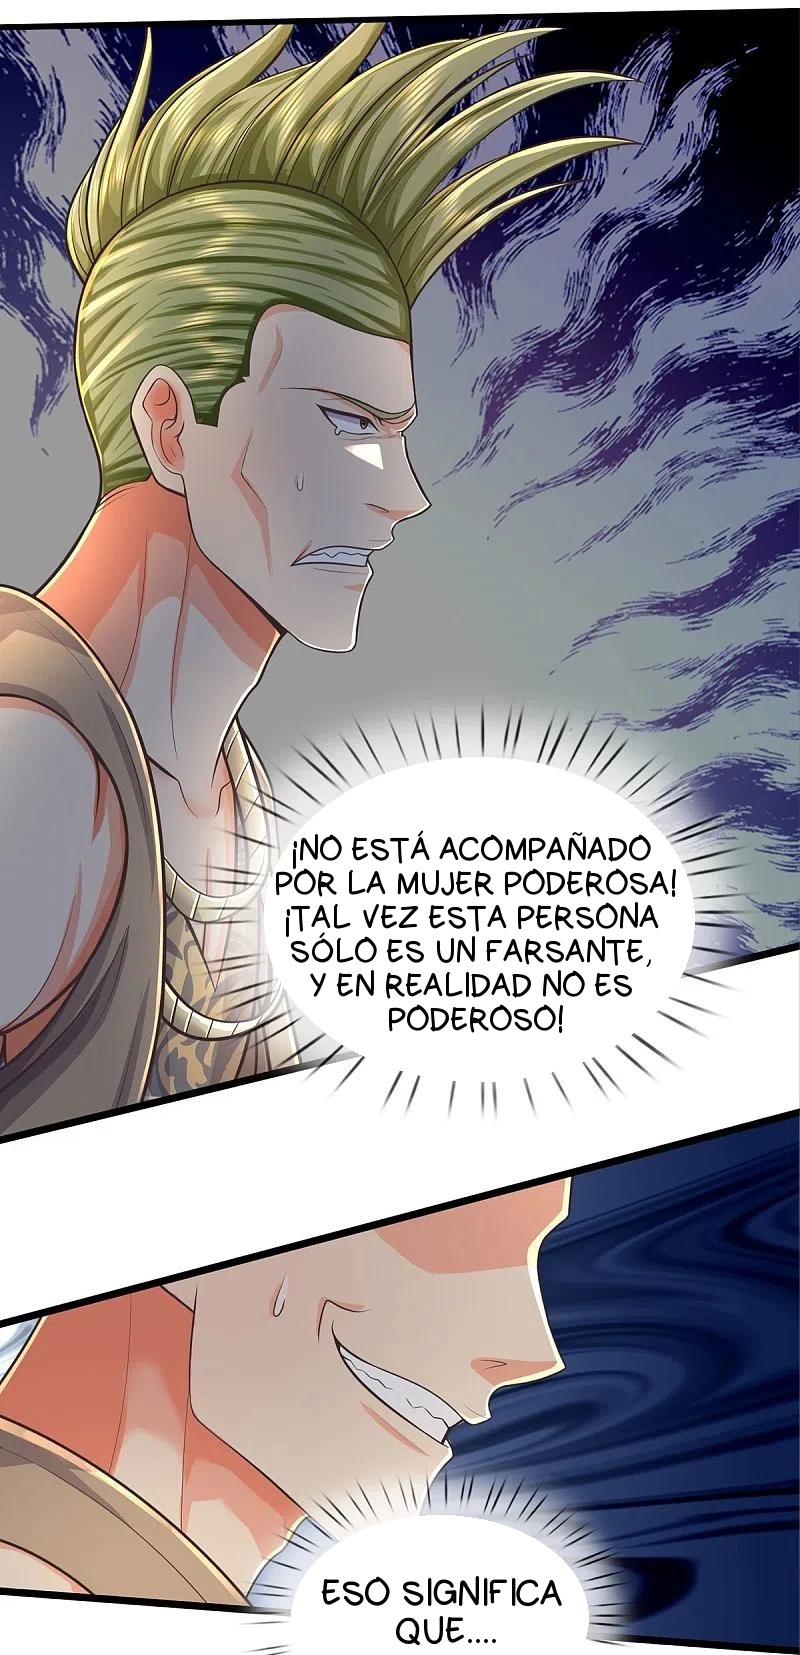 ¡NO ESTÁ ACOMPAÑADO
POR LA MUJER PODEROSA!
¡TAL VEZ ESTA PERSONA
SÓLO ES UN FARSANTE,
Y EN REALIDAD NO ES
PODEROSO!
ESO SIGNIFICA
QUE....